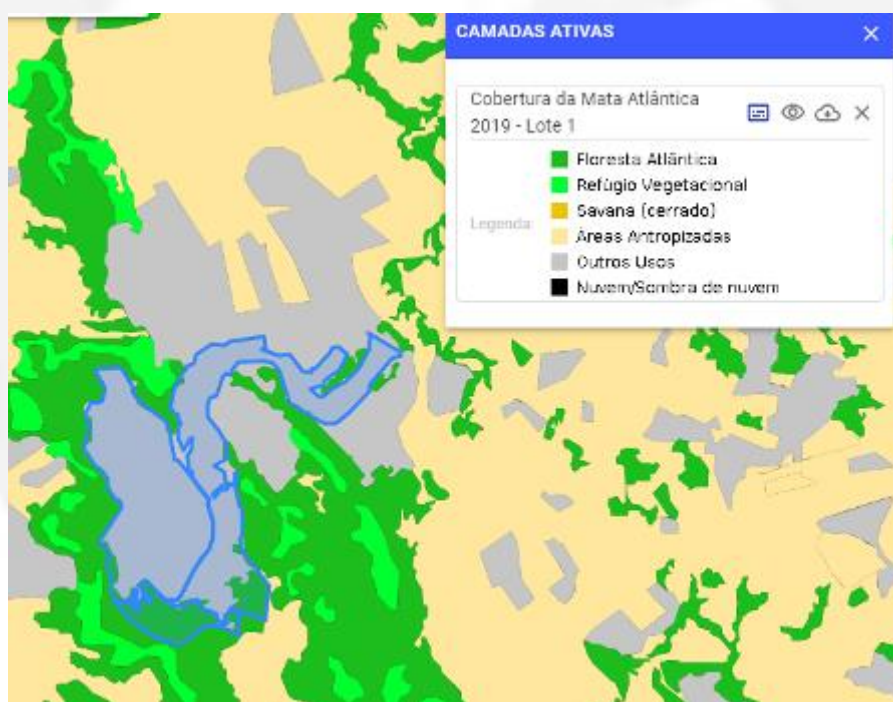 CAMADAS ATIVAS
Cobertura da Mata Atlântica
2019 - Lote 1
Legenda:
Floresta Atlântica
Refúgio Vegetacional
Savana (cerrado)
Áreas Antropizadas
Outros Usos
Nuvem/Sombra de nuvem